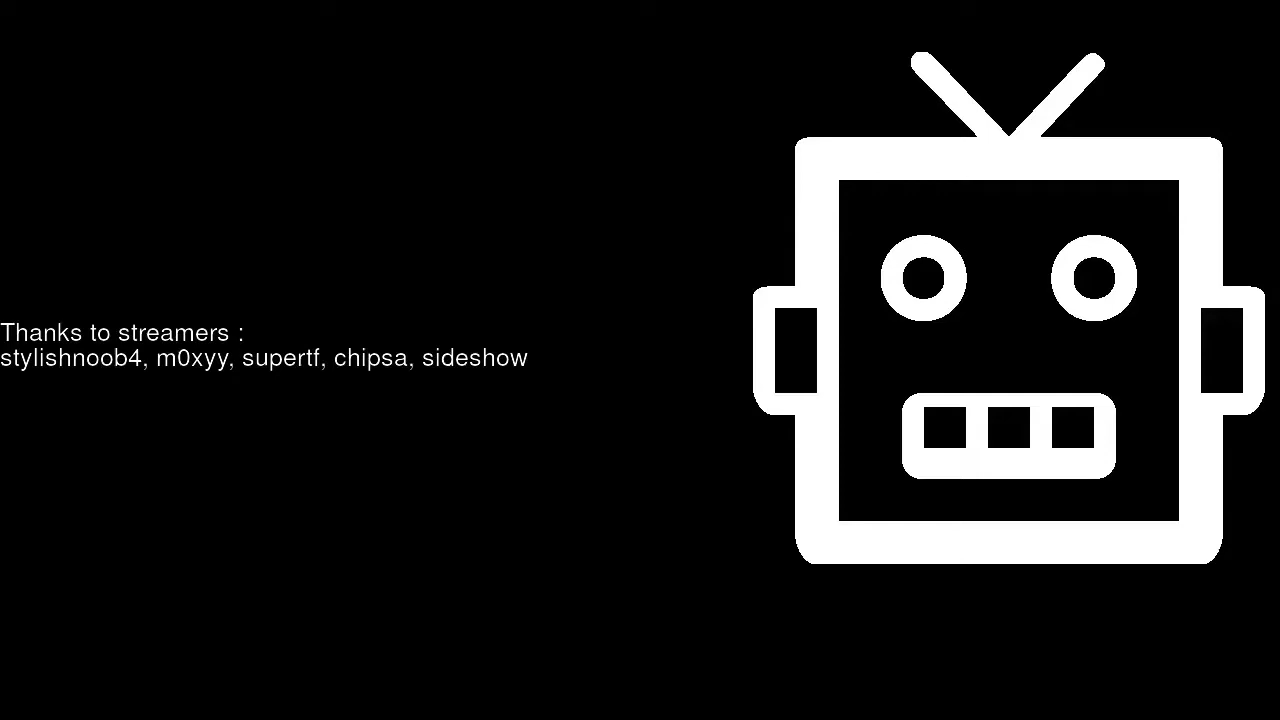 Thanks to streamers :
stylishnoob4, m0xyy, supertf, chipsa, sideshow